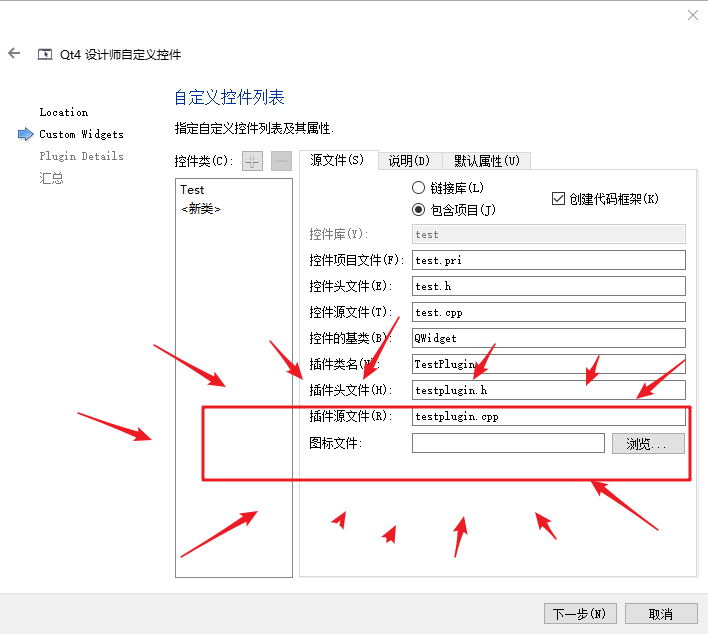 Qt4 设计师自定义控件
Location
Custom Widgets
Plugin Details
汇总
自定义控件列表
指定自定义控件列表及其属性.
控件类(C):
Test
<新类>
源文件(S) 说明(D) 默认属性(U)
链接库(L)
包含项目(J)
创建代码框架(K)
控件库(Y): test
控件项目文件(F): test.pri
控件头文件(E): test.h
控件源文件(T): test.cpp
控件的基类(B): QWidget
插件类名(N): TestPlugin
插件头文件(H): testplugin.h
插件源文件(R): testplugin.cpp
图标文件: 浏览...
下一步(N) 取消